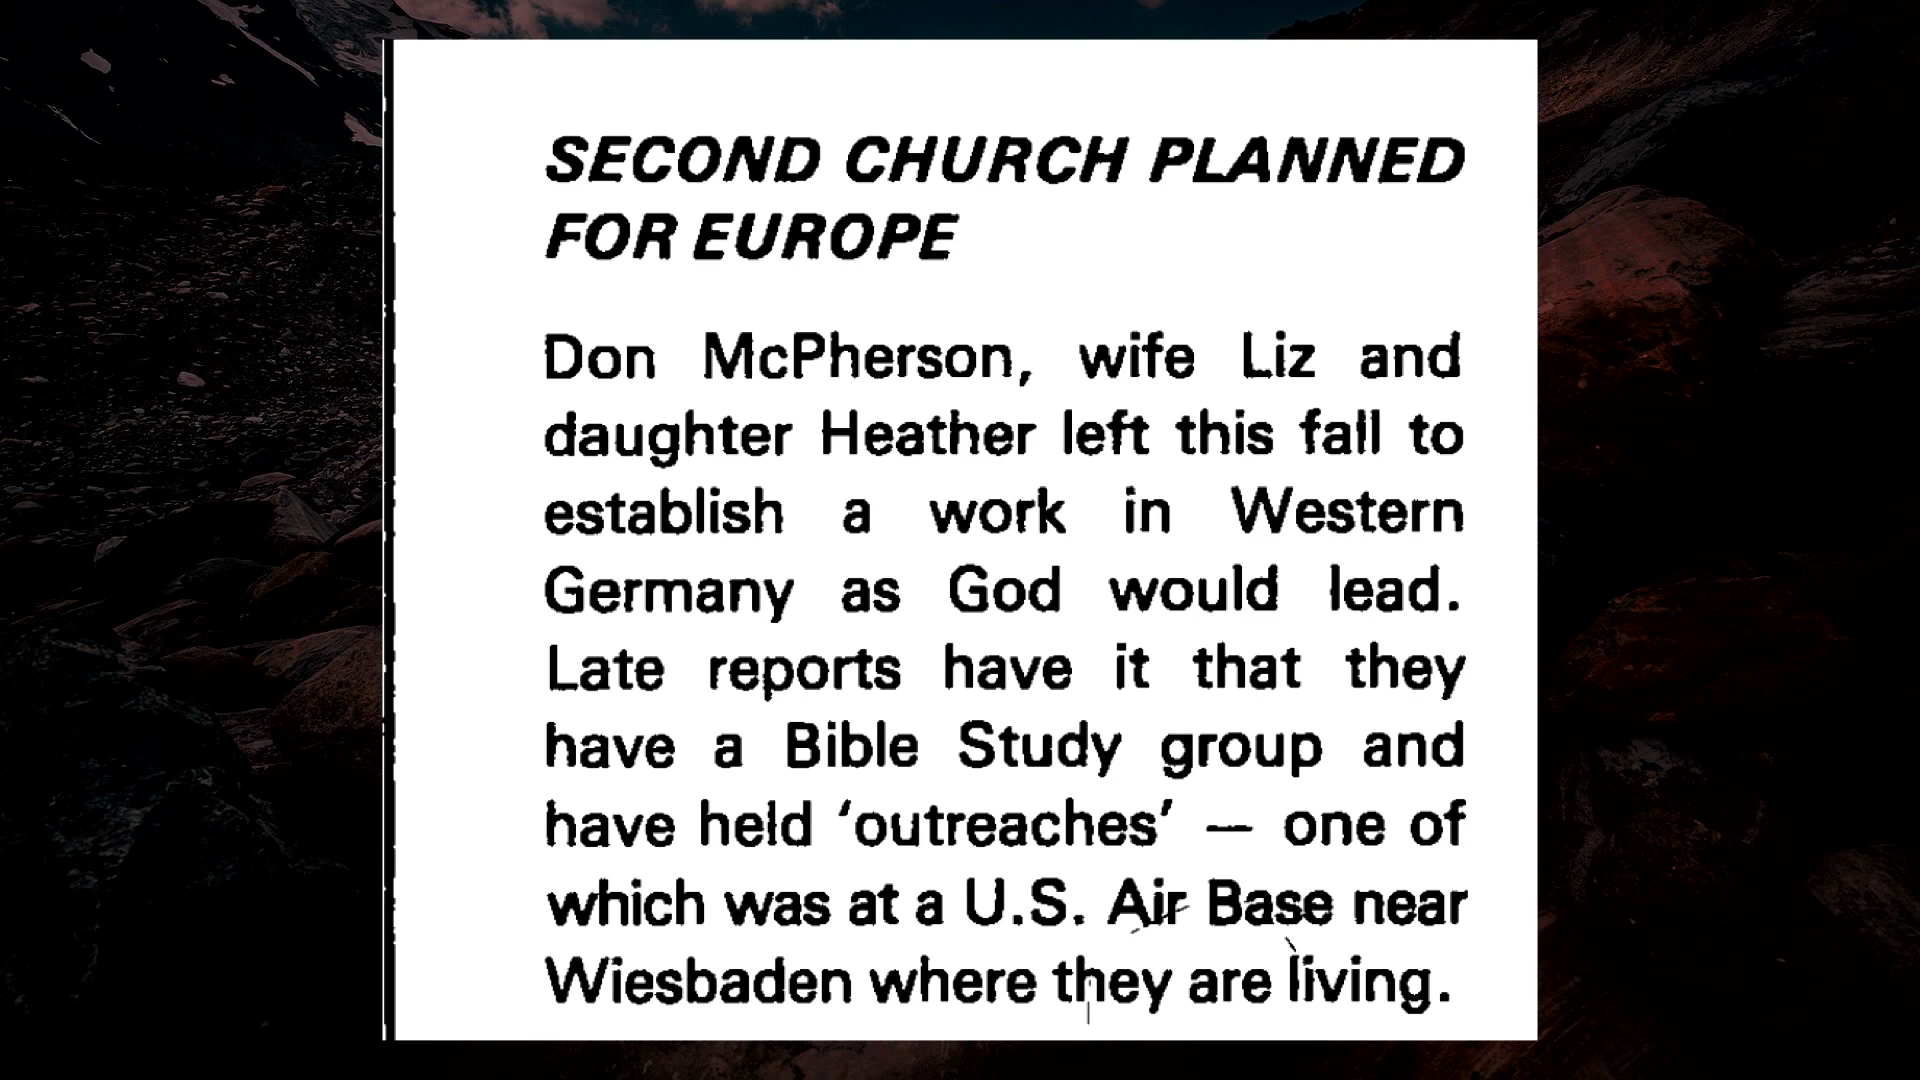 SECOND CHURCH PLANNED
FOR EUROPE
Don McPherson, wife Liz and
daughter Heather left this fall to
establish a work in Western
Germany as God would lead.
Late reports have it that they
have a Bible Study group and
have held ‘outreaches’ — one of
which was at a U.S. Air Base near
Wiesbaden where they are living.